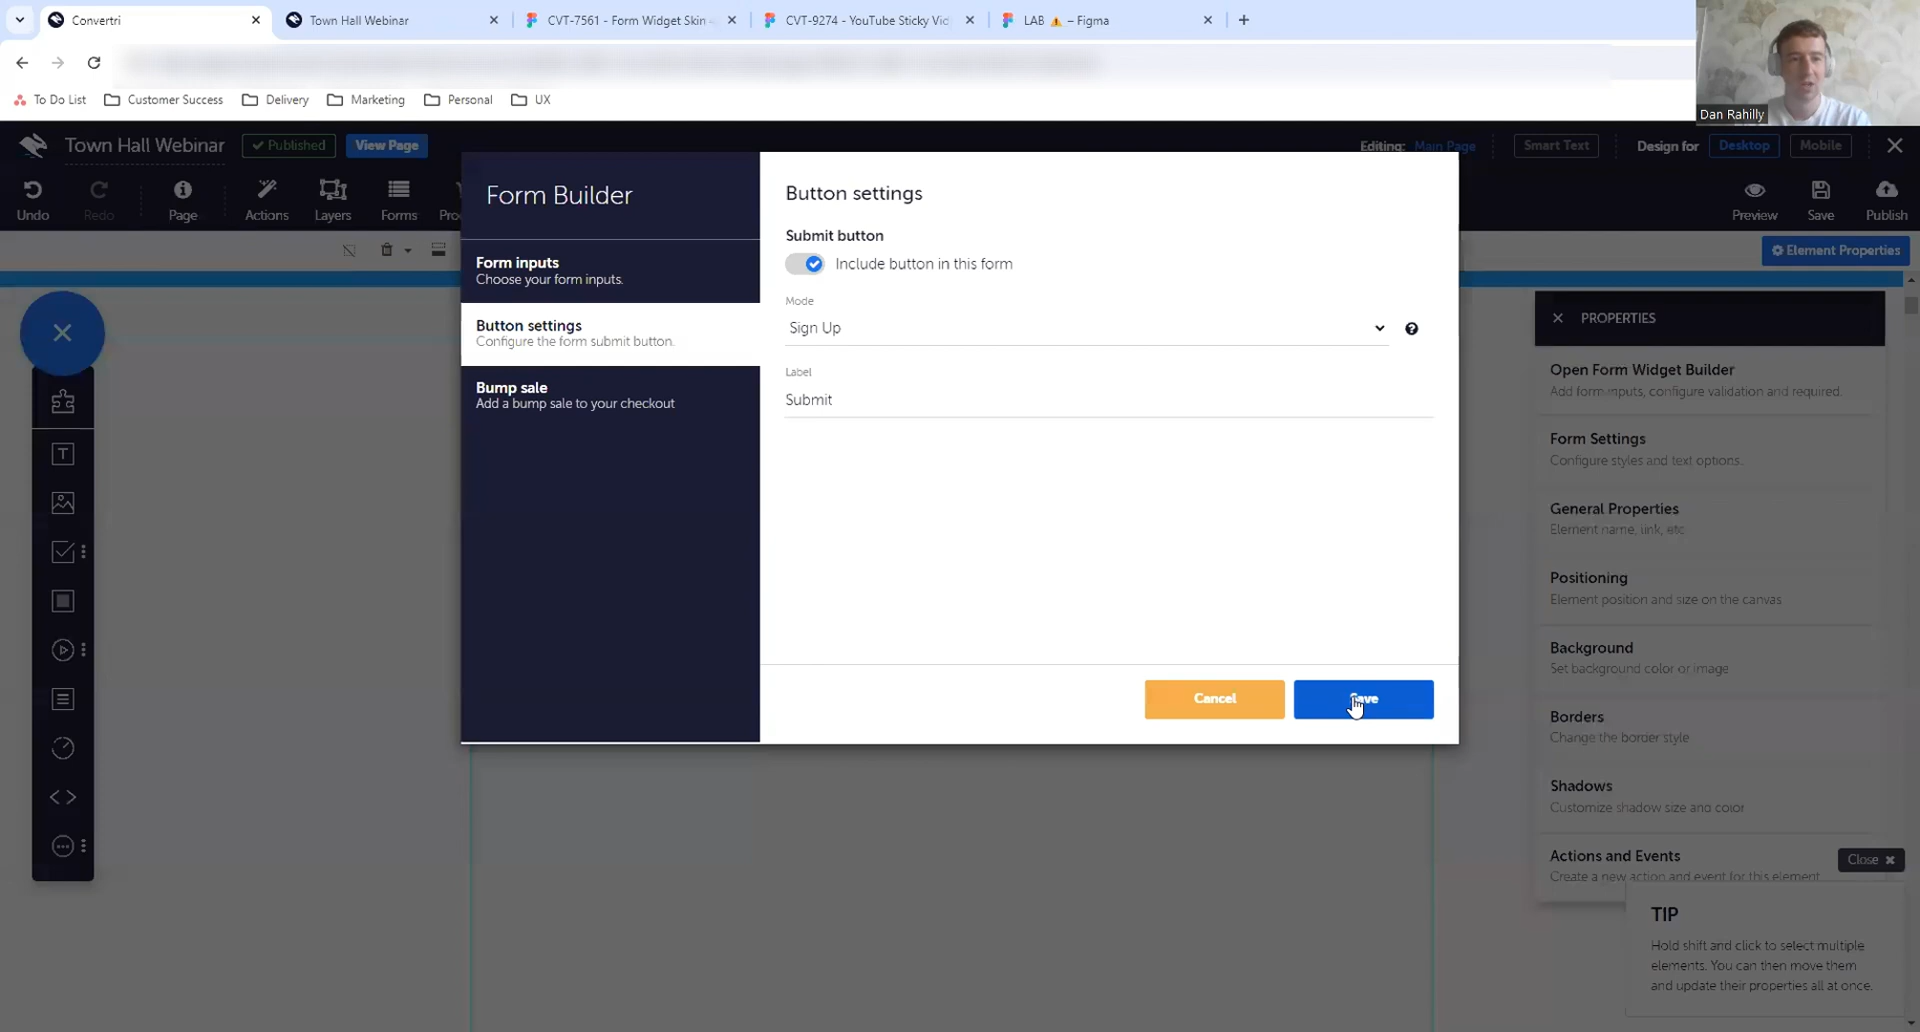 Convertri
Town Hall Webinar
CVT-7561 - Form Widget Skin
CVT-9274 - YouTube Sticky Vid
LAB ⚠ – Figma
To Do List
Customer Success
Delivery
Marketing
Personal
UX
Dan Rahilly
Town Hall Webinar
Published
View Page
Editing: Main Page
Smart Text
Design for
Desktop
Mobile
Undo
Redo
Page
Actions
Layers
Forms
Preview
Save
Publish
Element Properties
Form Builder
Form inputs
Choose your form inputs.
Button settings
Configure the form submit button.
Bump sale
Add a bump sale to your checkout
Button settings
Submit button
Include button in this form
Mode
Sign Up
Label
Submit
Cancel
Save
PROPERTIES
Open Form Widget Builder
Add form inputs, configure validation and required.
Form Settings
Configure styles and text options.
General Properties
Element name, link, etc
Positioning
Element position and size on the canvas
Background
Set background color or image
Borders
Change the border style
Shadows
Customize shadow size and color
Actions and Events
Create a new action and event for this element
Close
TIP
Hold shift and click to select multiple
elements. You can then move them
and update their properties all at once.